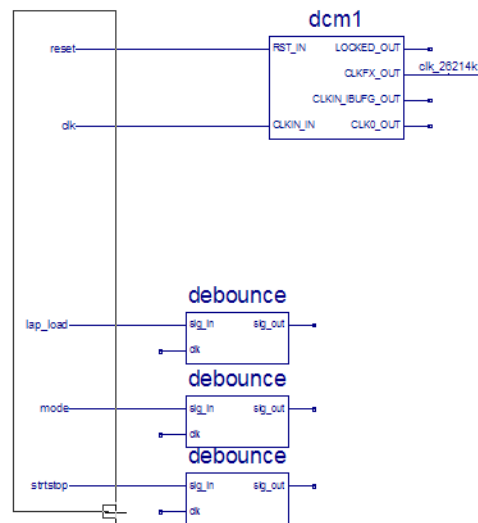 dcm1
reset
RST_IN
LOCKED_OUT
CLKFX_OUT
clk_26214k
CLKIN_IBUFG_OUT
clk
CLKIN_IN
CLK0_OUT
debounce
lap_load
sig_in
sig_out
clk
debounce
mode
sig_in
sig_out
clk
debounce
strtstop
sig_in
sig_out
clk